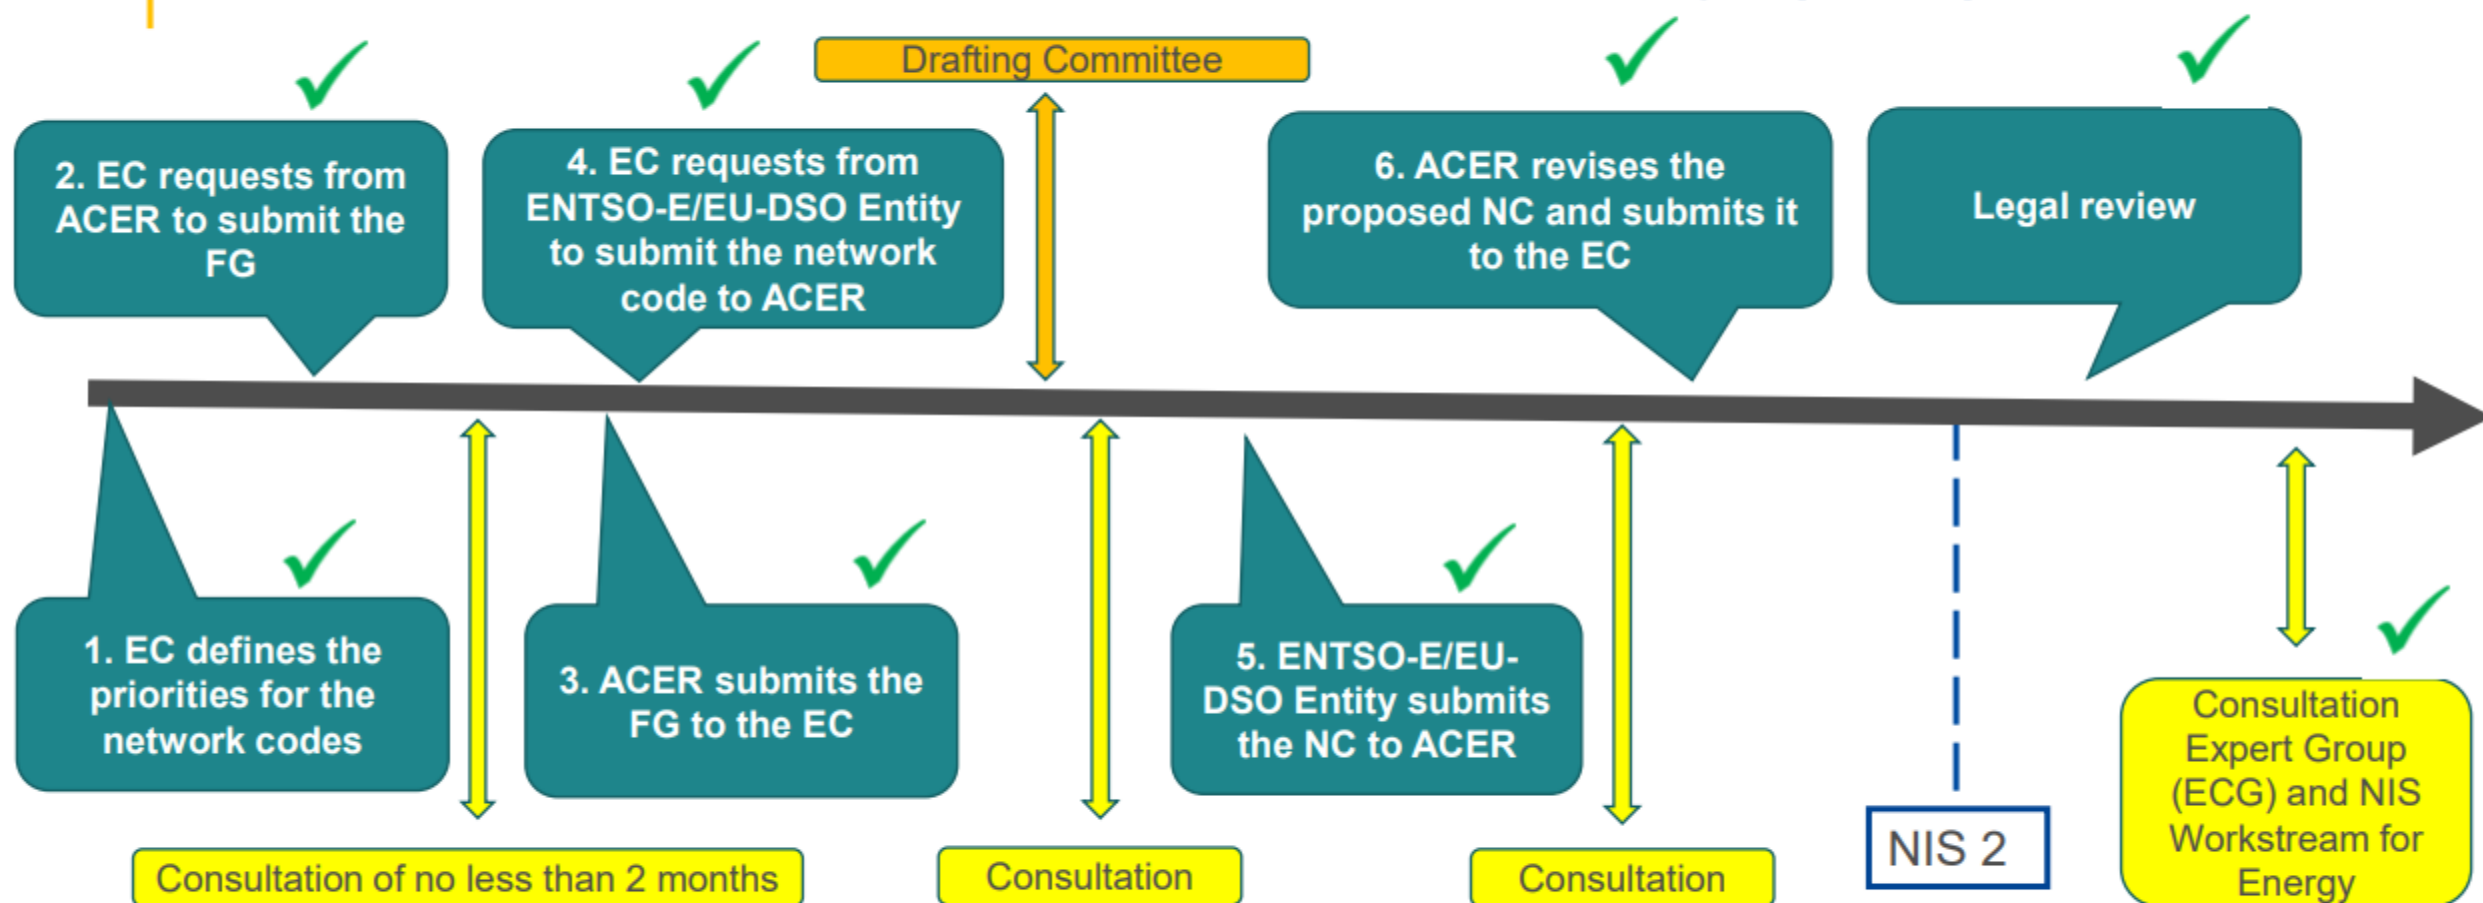 Drafting Committee
2. EC requests from
ACER to submit the
FG
4. EC requests from
ENTSO-E/EU-DSO Entity
to submit the network
code to ACER
6. ACER revises the
proposed NC and submits it
to the EC
Legal review
1. EC defines the
priorities for the
network codes
3. ACER submits the
FG to the EC
5. ENTSO-E/EU-
DSO Entity submits
the NC to ACER
NIS 2
Consultation
Expert Group
(ECG) and NIS
Workstream for
Energy
Consultation of no less than 2 months
Consultation
Consultation